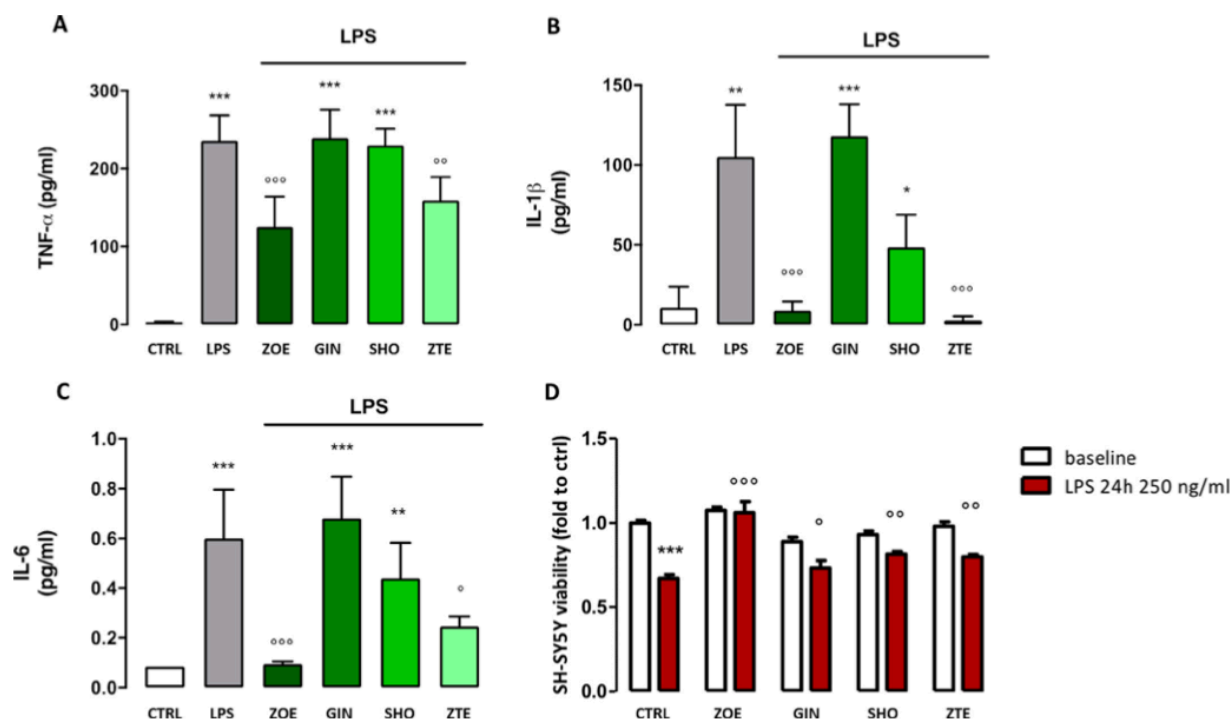 A
LPS
TNF-α (pg/ml)
300
200
100
0
***
°°°
***
***
°°
CTRL LPS ZOE GIN SHO ZTE
B
LPS
IL-1β
(pg/ml)
150
100
50
0
**
°°°
***
*
°°°
CTRL LPS ZOE GIN SHO ZTE
C
LPS
IL-6
(pg/ml)
1.0
0.8
0.6
0.4
0.2
0.0
***
°°°
***
**
°
CTRL LPS ZOE GIN SHO ZTE
D
SH-SY5Y viability (fold to ctrl)
1.5
1.0
0.5
0.0
***
°°°
°
°°
°°
CTRL ZOE GIN SHO ZTE
baseline
LPS 24h 250 ng/ml